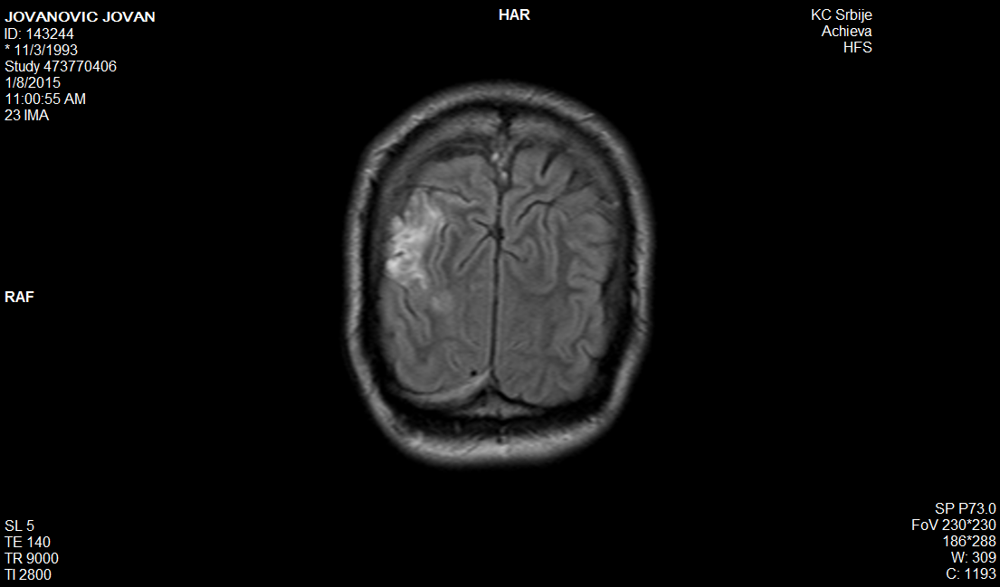 JOVANOVIC JOVAN
ID: 143244
* 11/3/1993
Study 473770406
1/8/2015
11:00:55 AM
23 IMA
HAR
KC Srbije
Achieva
HFS
RAF
SL 5
TE 140
TR 9000
TI 2800
SP P73.0
FoV 230*230
186*288
W: 309
C: 1193